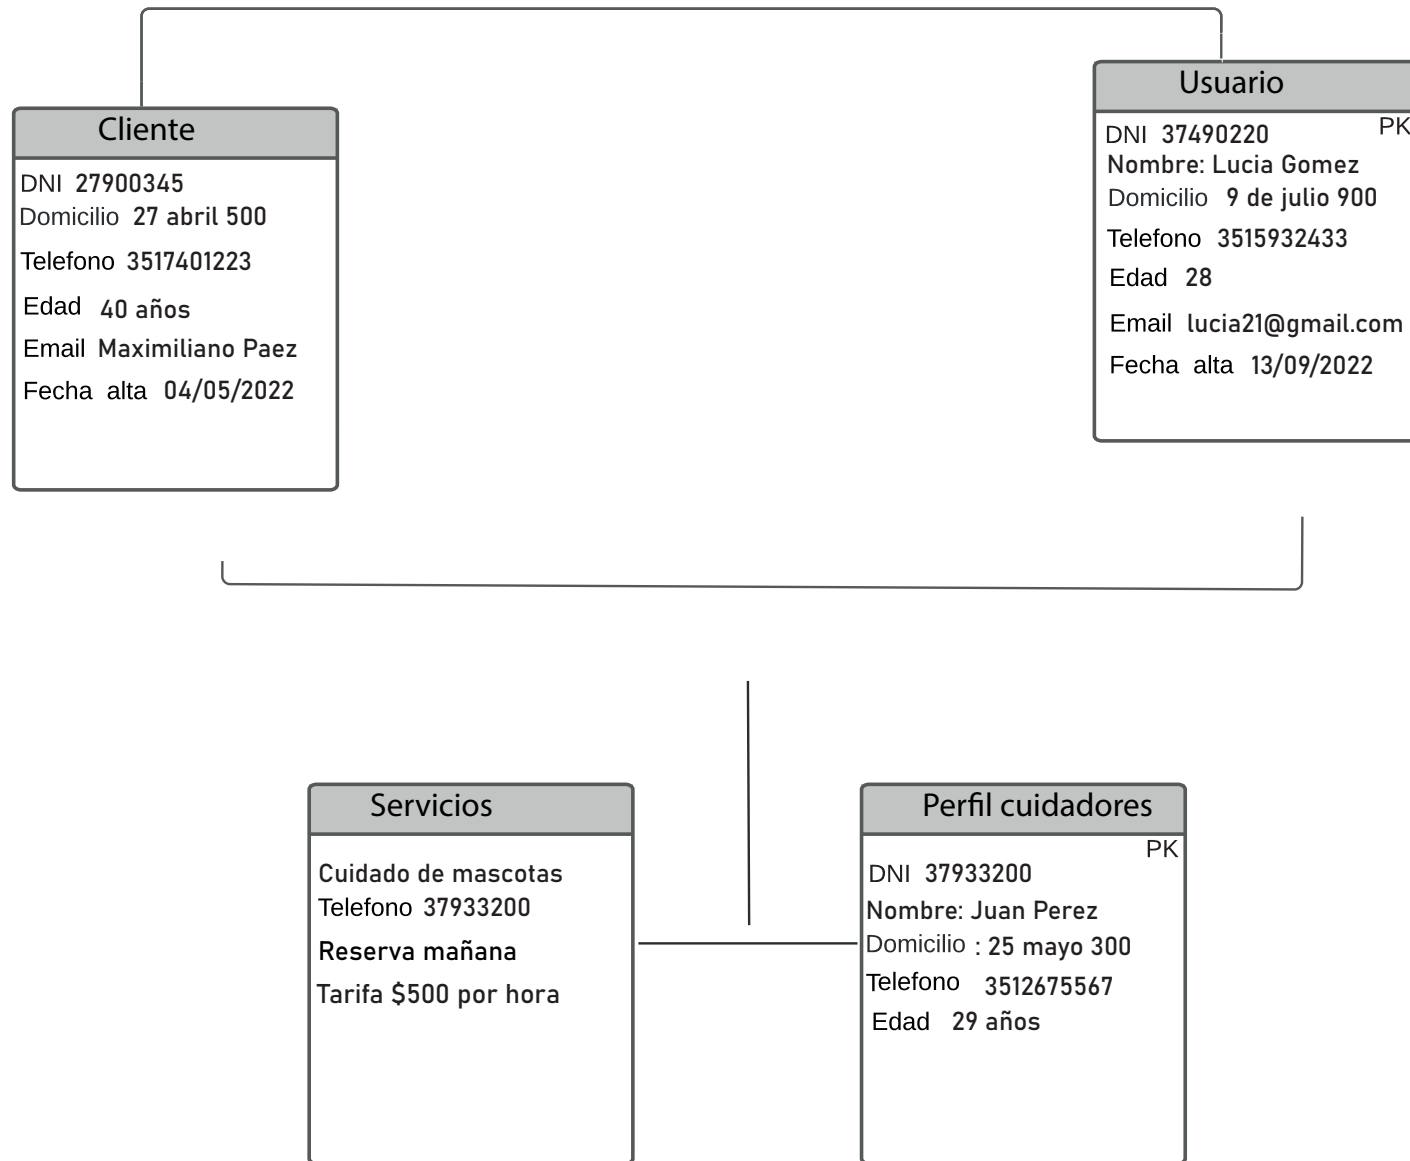 Cliente
DNI 27900345
Domicilio 27 abril 500
Telefono 3517401223
Edad 40 años
Email Maximiliano Paez
Fecha alta 04/05/2022
Usuario
PK
DNI 37490220
Nombre: Lucia Gomez
Domicilio 9 de julio 900
Telefono 3515932433
Edad 28
Email lucia21@gmail.com
Fecha alta 13/09/2022
Servicios
Cuidado de mascotas
Telefono 37933200
Reserva mañana
Tarifa $500 por hora
Perfil cuidadores
PK
DNI 37933200
Nombre: Juan Perez
Domicilio : 25 mayo 300
Telefono 3512675567
Edad 29 años